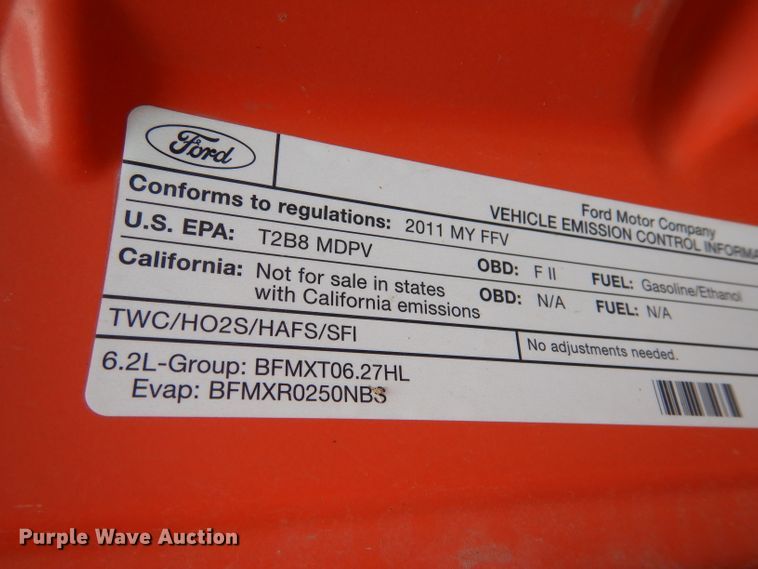 Ford
Ford Motor Company
VEHICLE EMISSION CONTROL
Conforms to regulations: 2011 MY FFV
U.S. EPA: T2B8 MDPV OBD: F II FUEL: Gasoline/Ethanol
California: Not for sale in states
with California emissions OBD: N/A FUEL: N/A
TWC/HO2S/HAFS/SFI No adjustments needed.
6.2L-Group: BFMXT06.27HL
Evap: BFMXR0250NBS
Purple Wave Auction